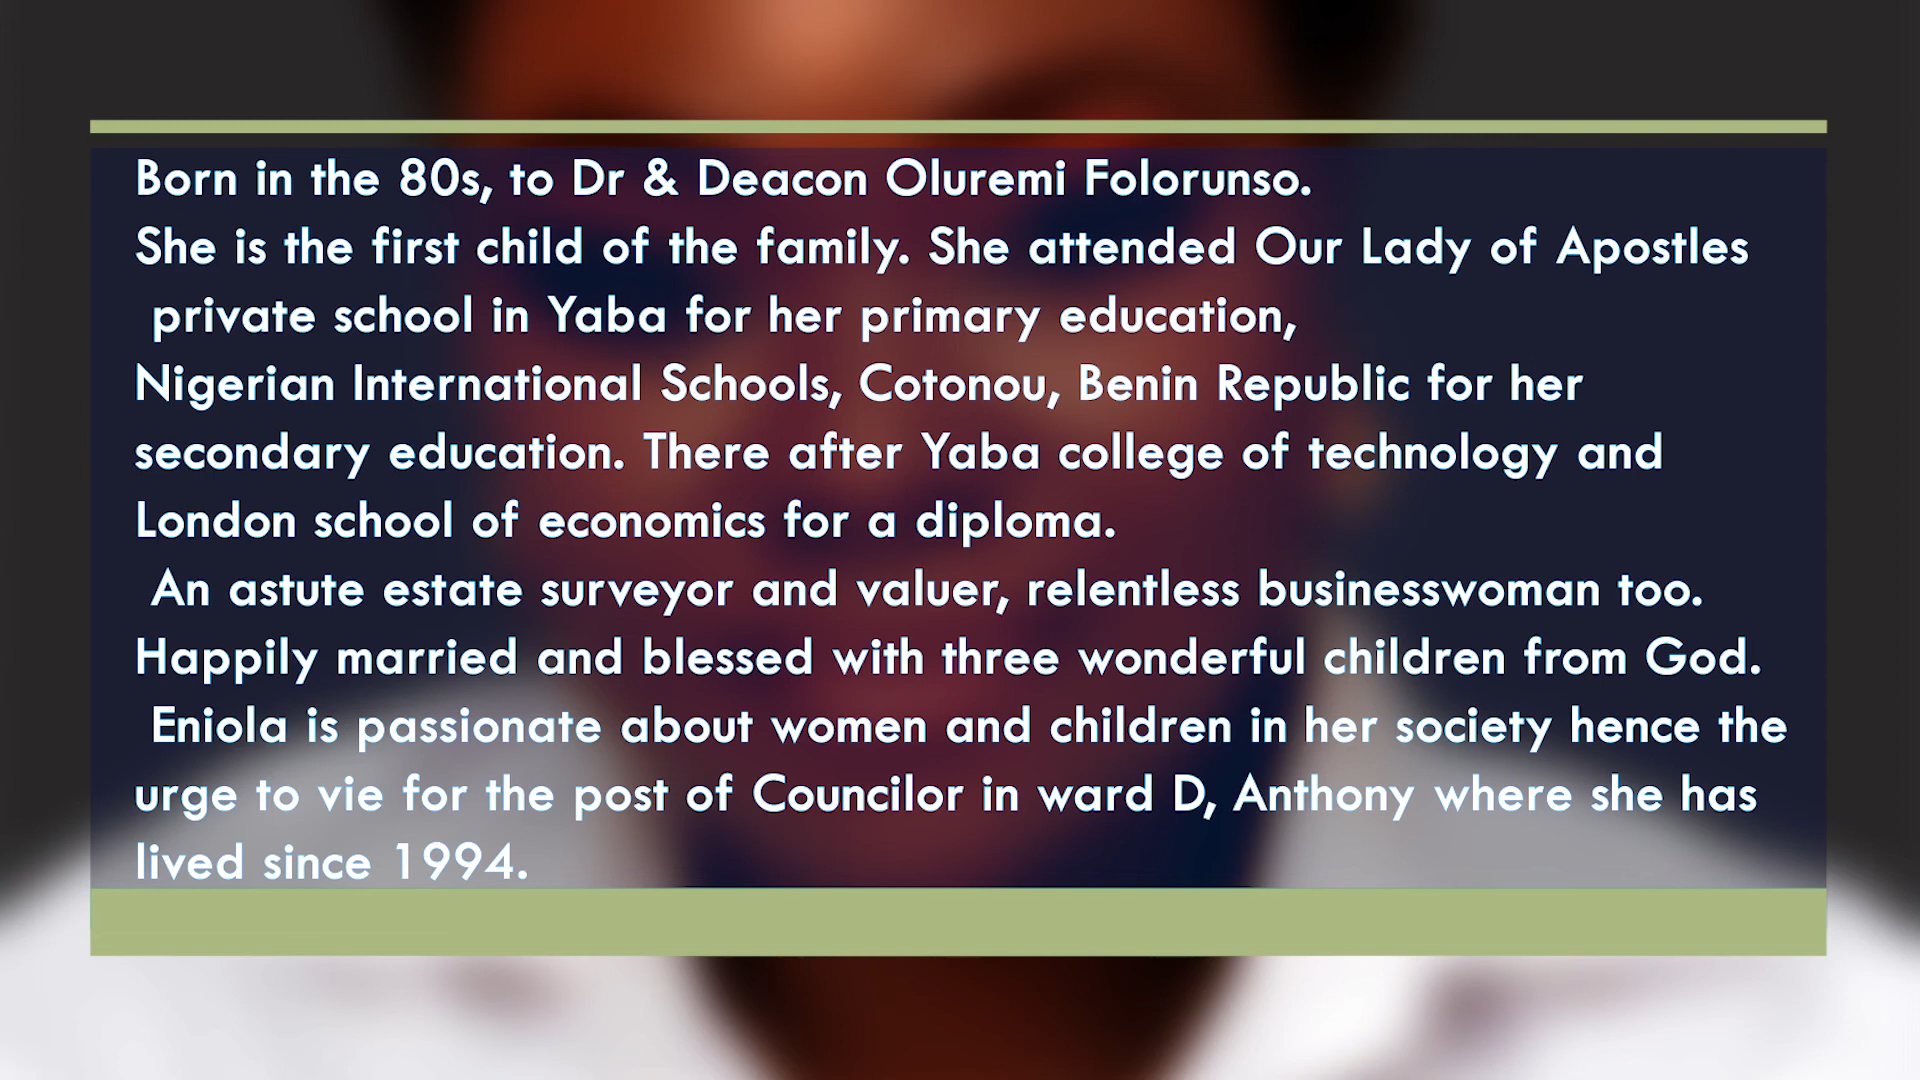 Born in the 80s, to Dr & Deacon Oluremi Folorunso.
She is the first child of the family. She attended Our Lady of Apostles
private school in Yaba for her primary education,
Nigerian International Schools, Cotonou, Benin Republic for her
secondary education. There after Yaba college of technology and
London school of economics for a diploma.
An astute estate surveyor and valuer, relentless businesswoman too.
Happily married and blessed with three wonderful children from God.
Eniola is passionate about women and children in her society hence the
urge to vie for the post of Councilor in ward D, Anthony where she has
lived since 1994.